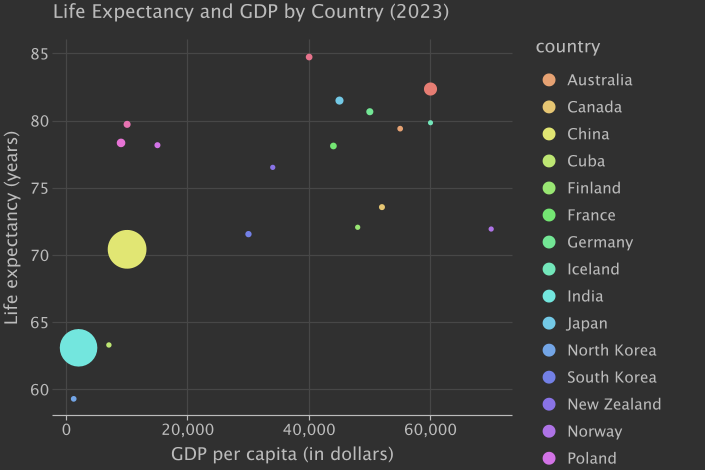 Life Expectancy and GDP by Country (2023)
country
Australia
Canada
China
Cuba
Finland
France
Germany
Iceland
India
Japan
North Korea
South Korea
New Zealand
Norway
Poland
Life expectancy (years)
85
80
75
70
65
60
0 20,000 40,000 60,000
GDP per capita (in dollars)